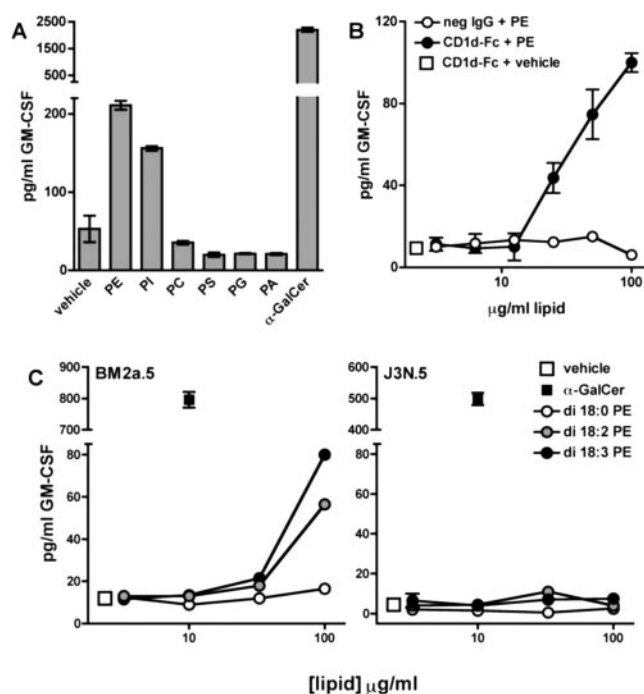 A
2500
1500
500
200
100
0
pg/ml GM-CSF
vehicle
PE
PI
PC
PS
PG
PA
α-GalCer
B
neg IgG + PE
CD1d-Fc + PE
CD1d-Fc + vehicle
120
80
40
0
pg/ml GM-CSF
10
100
µg/ml lipid
C
BM2a.5
900
800
700
80
60
40
20
0
pg/ml GM-CSF
10
100
J3N.5
600
500
400
80
60
40
20
0
10
100
vehicle
α-GalCer
di 18:0 PE
di 18:2 PE
di 18:3 PE
[lipid] µg/ml